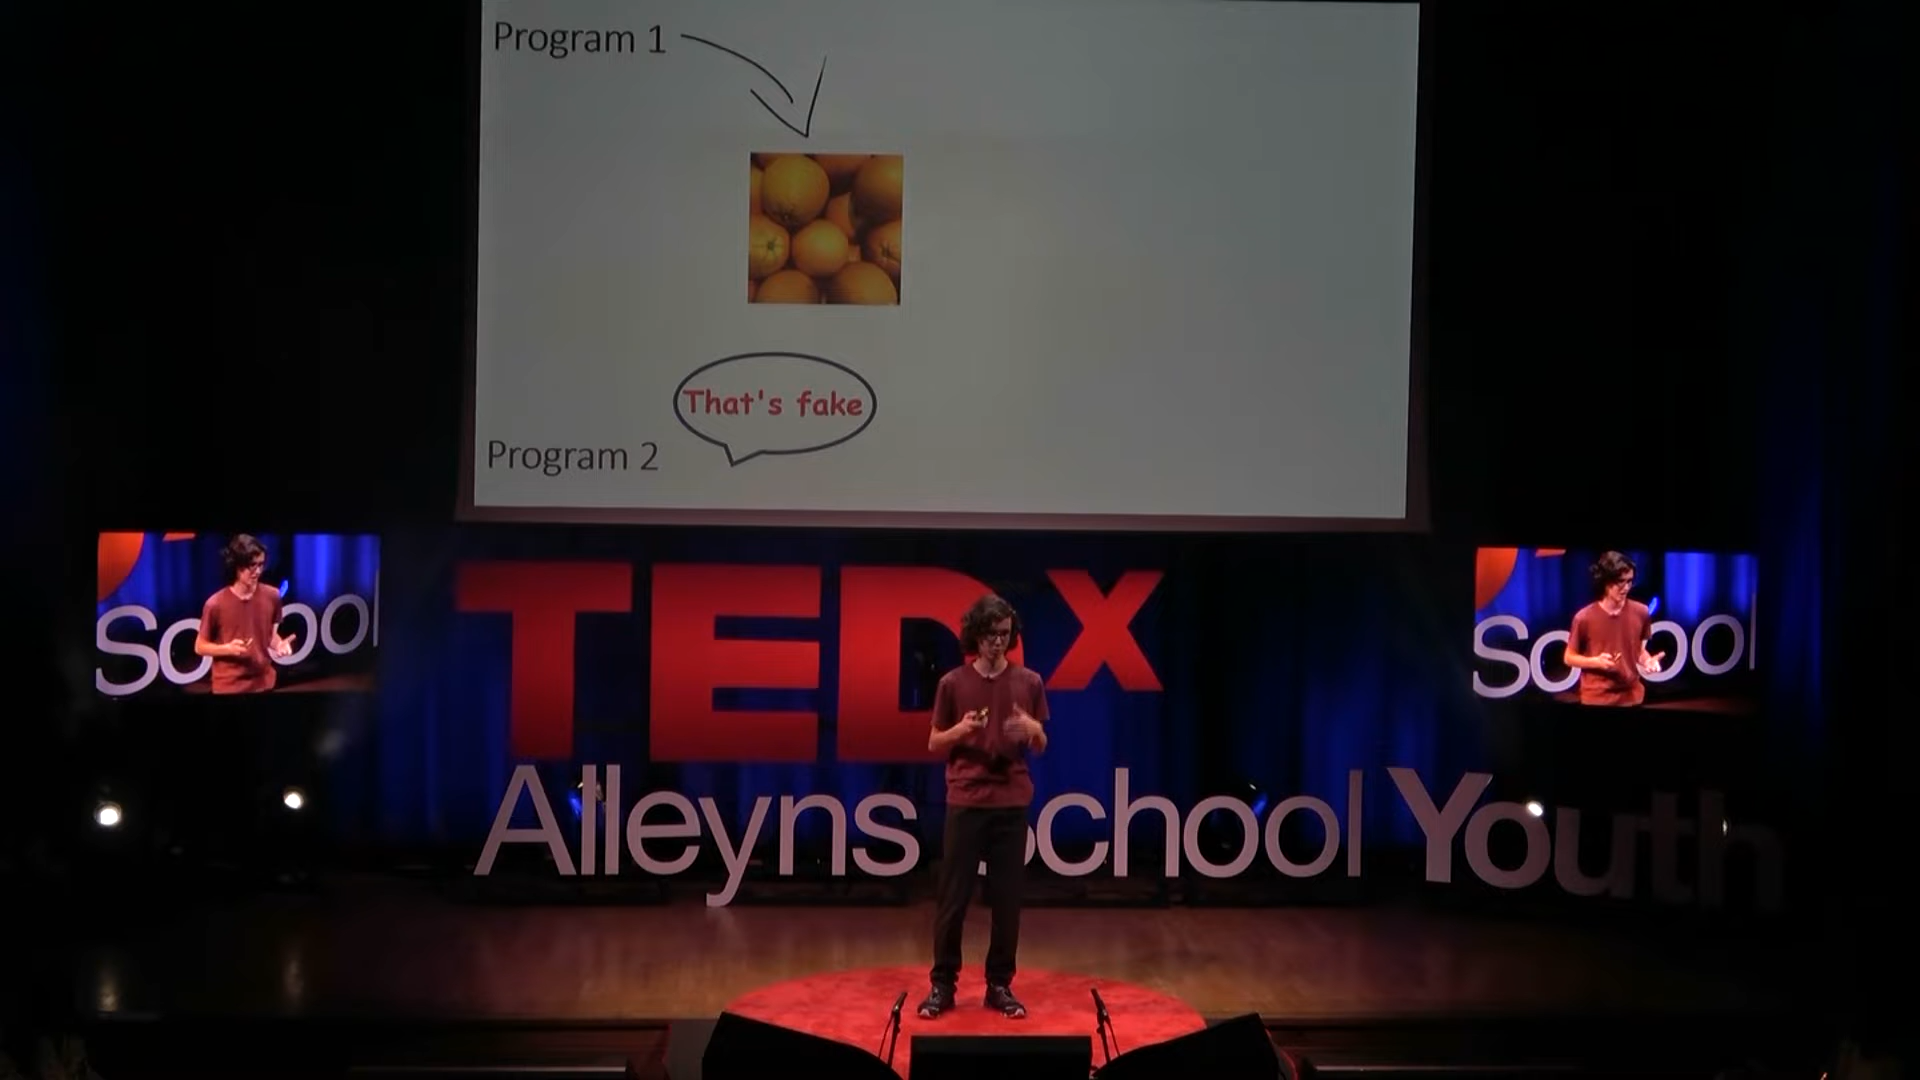 Program 1
That's fake
Program 2
School
School
TEDx
Alleyns School Youth